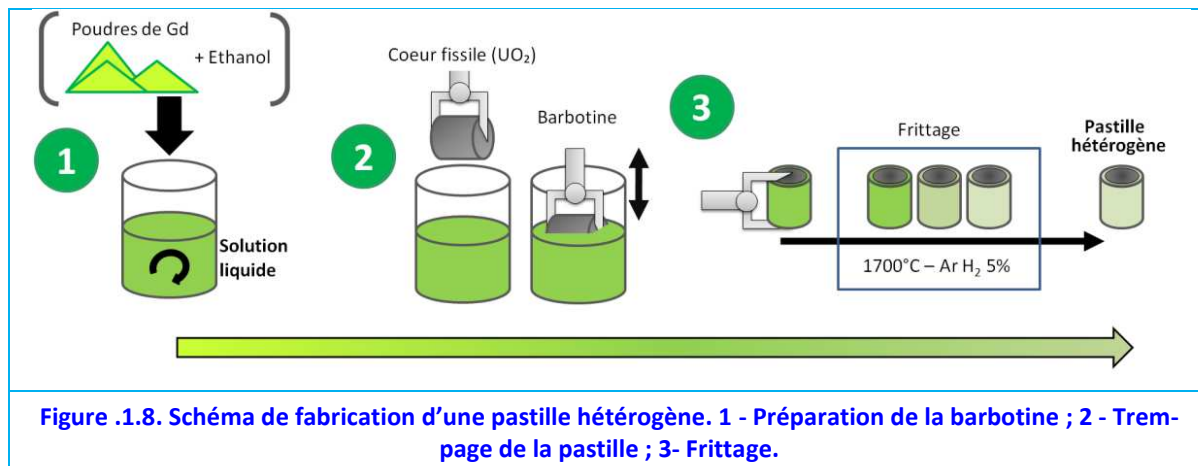 Poudres de Gd
+ Ethanol
1
Solution
liquide
Coeur fissile (UO₂)
2
Barbotine
3
Frittage
1700°C – Ar H₂ 5%
Pastille
hétérogène
Figure .1.8. Schéma de fabrication d’une pastille hétérogène. 1 - Préparation de la barbotine ; 2 - Trem-
page de la pastille ; 3- Frittage.